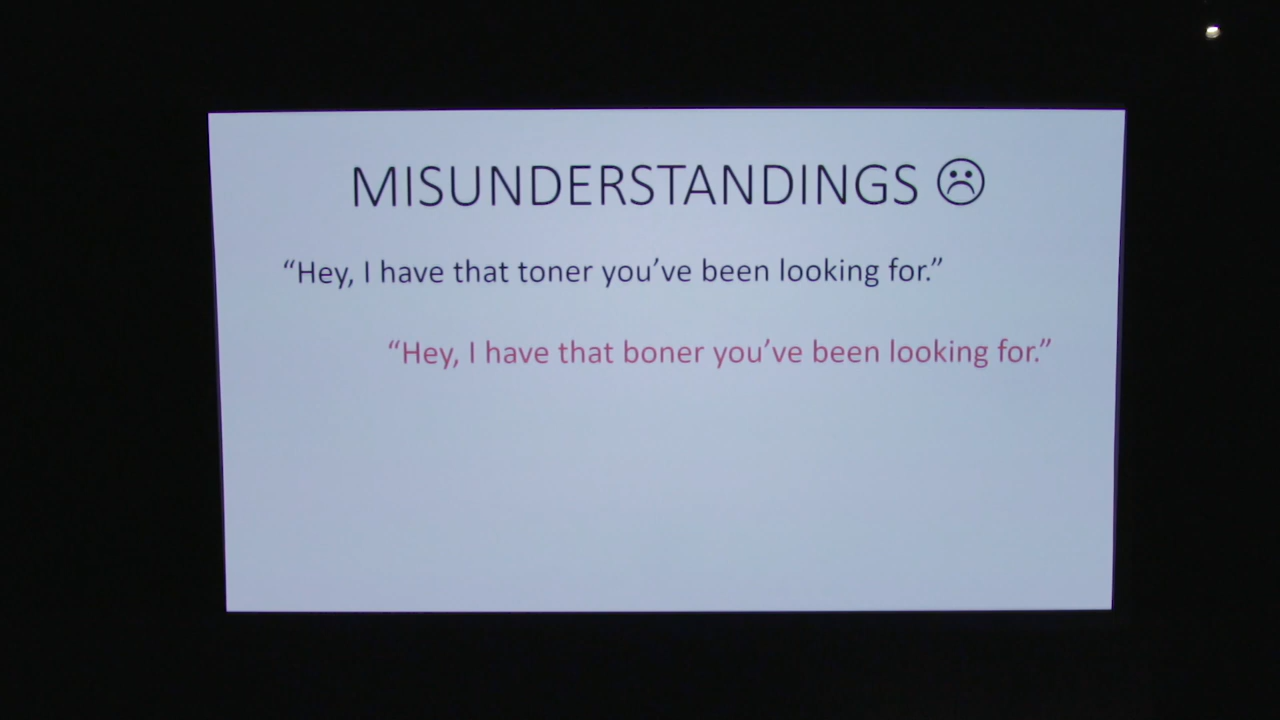 MISUNDERSTANDINGS ☹
“Hey, I have that toner you’ve been looking for.”
“Hey, I have that boner you’ve been looking for.”